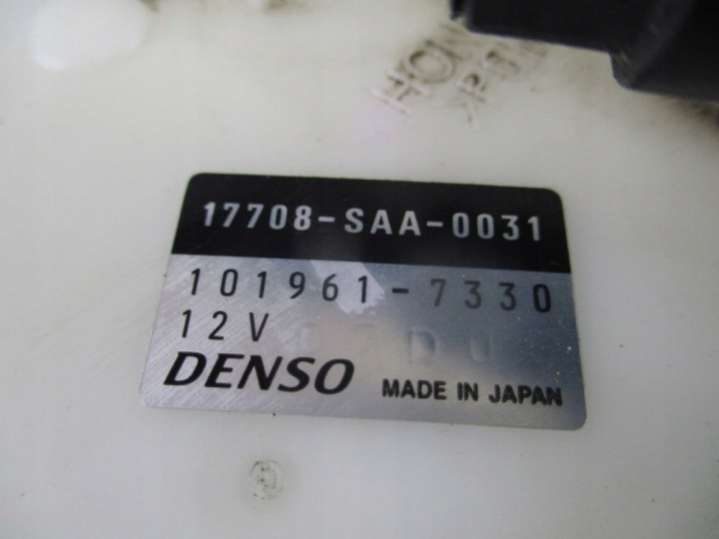 17708-SAA-0031
101961-7330
12V
DENSO MADE IN JAPAN